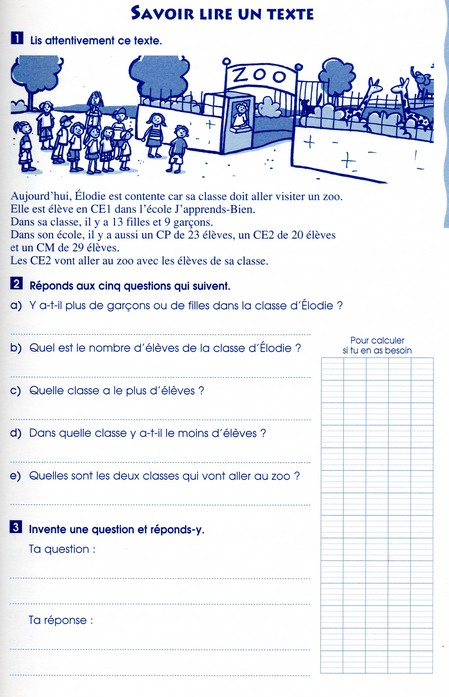 SAVOIR LIRE UN TEXTE
1 Lis attentivement ce texte.
ZOO
Aujourd'hui, Élodie est contente car sa classe doit aller visiter un zoo.
Elle est élève en CE1 dans l'école J'apprends-Bien.
Dans sa classe, il y a 13 filles et 9 garçons.
Dans son école, il y a aussi un CP de 23 élèves, un CE2 de 20 élèves
et un CM de 29 élèves.
Les CE2 vont aller au zoo avec les élèves de sa classe.
2 Réponds aux cinq questions qui suivent.
a) Y a-t-il plus de garçons ou de filles dans la classe d'Élodie ?
b) Quel est le nombre d'élèves de la classe d'Élodie ?
Pour calculer
si tu en as besoin
c) Quelle classe a le plus d'élèves ?
d) Dans quelle classe y a-t-il le moins d'élèves ?
e) Quelles sont les deux classes qui vont aller au zoo ?
3 Invente une question et réponds-y.
Ta question :
Ta réponse :